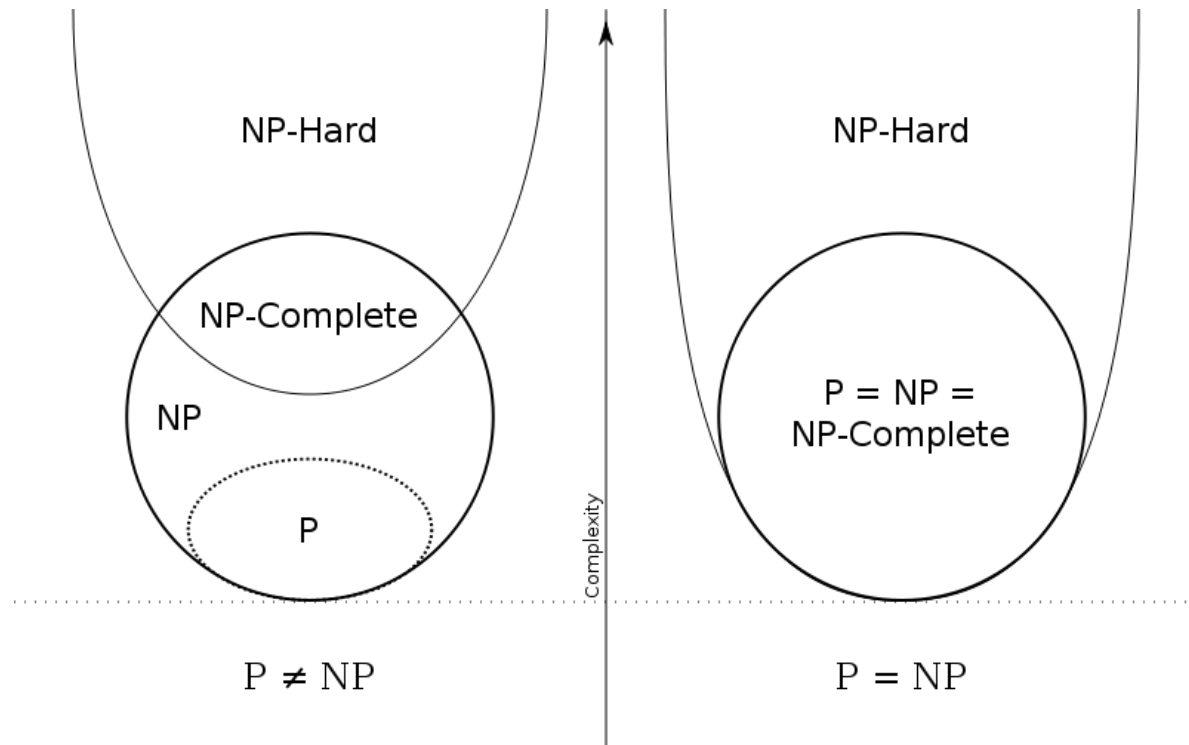 NP-Hard
NP-Complete
NP
P
P ≠ NP
Complexity
NP-Hard
P = NP =
NP-Complete
P = NP